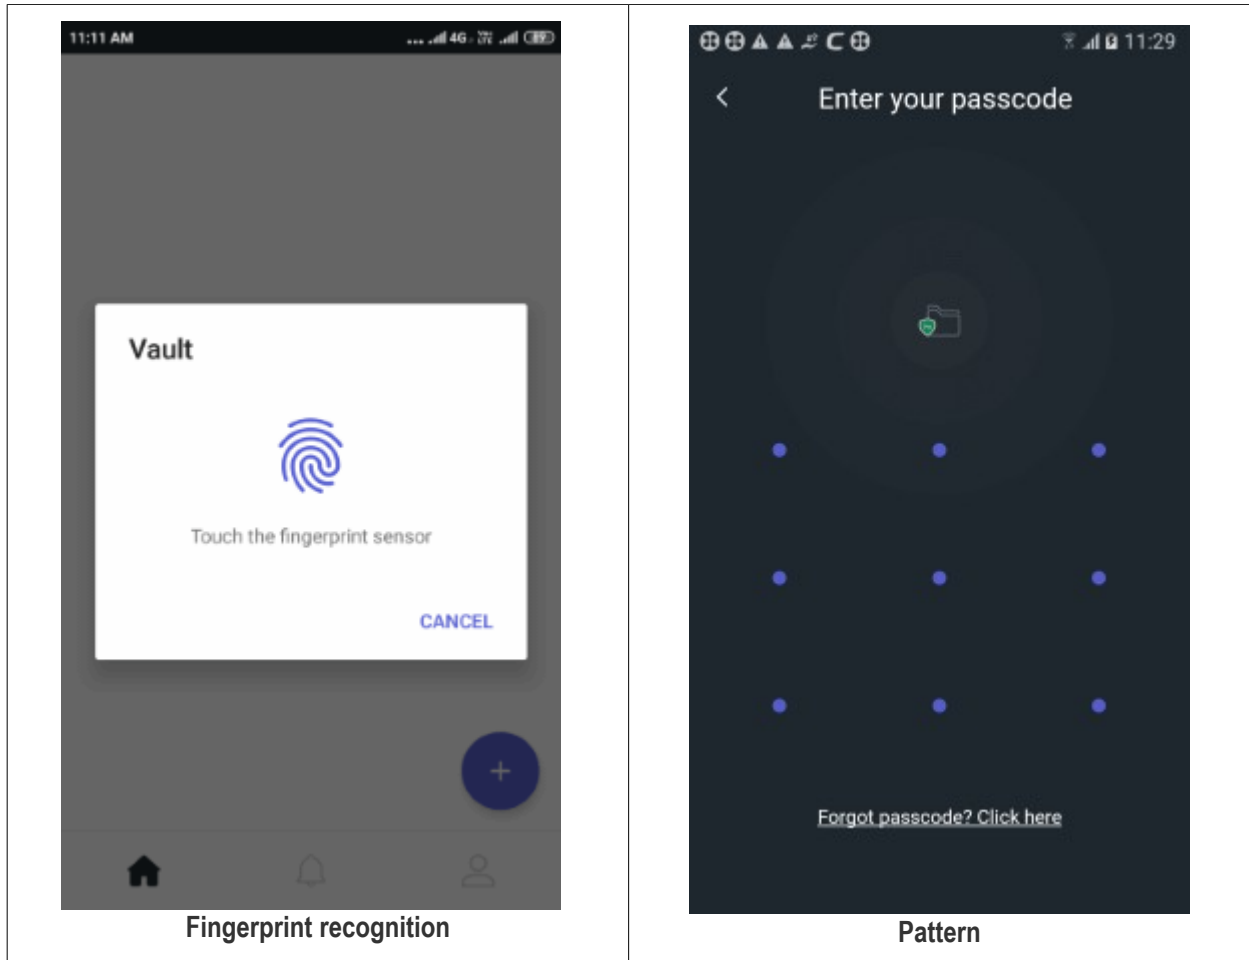 11:11 AM
4G
89
Vault
Touch the fingerprint sensor
CANCEL
Fingerprint recognition
11:29
Enter your passcode
Forgot passcode? Click here
Pattern